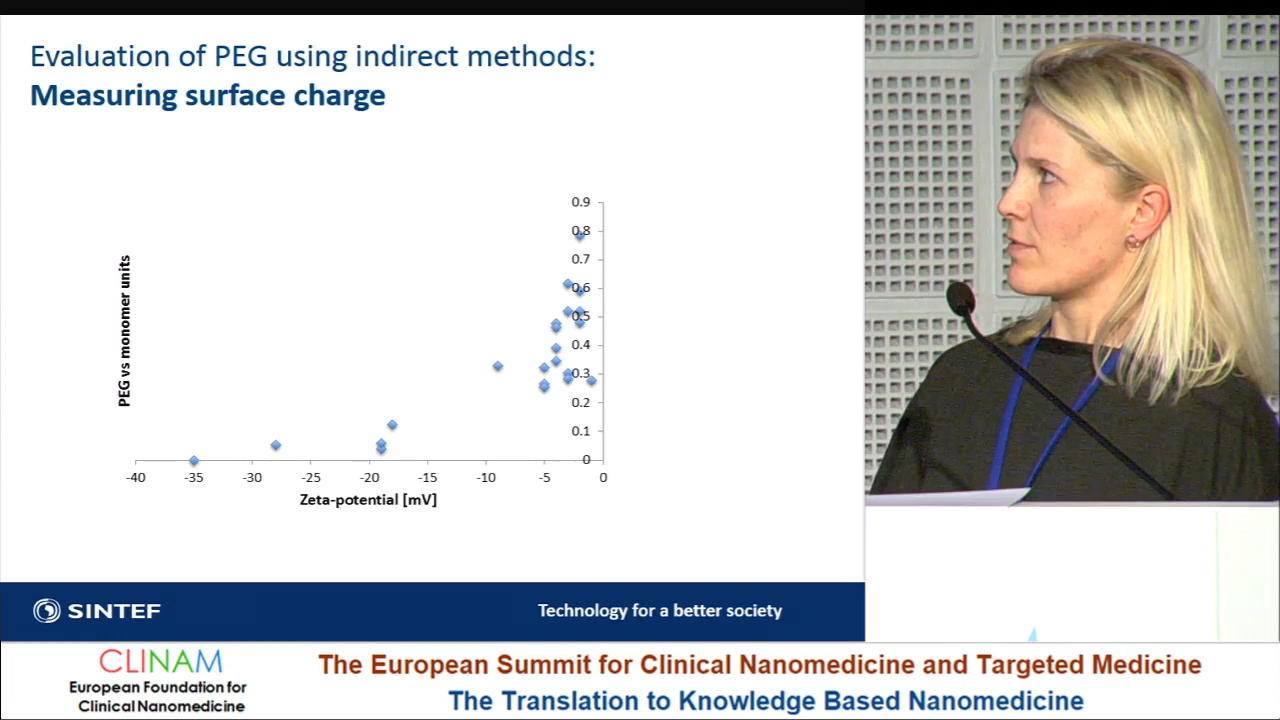 Evaluation of PEG using indirect methods:
Measuring surface charge
PEG vs monomer units
0.9
0.8
0.7
0.6
0.5
0.4
0.3
0.2
0.1
0
-40 -35 -30 -25 -20 -15 -10 -5 0
Zeta-potential [mV]
SINTEF
Technology for a better society
CLINAM
European Foundation for
Clinical Nanomedicine
The European Summit for Clinical Nanomedicine and Targeted Medicine
The Translation to Knowledge Based Nanomedicine